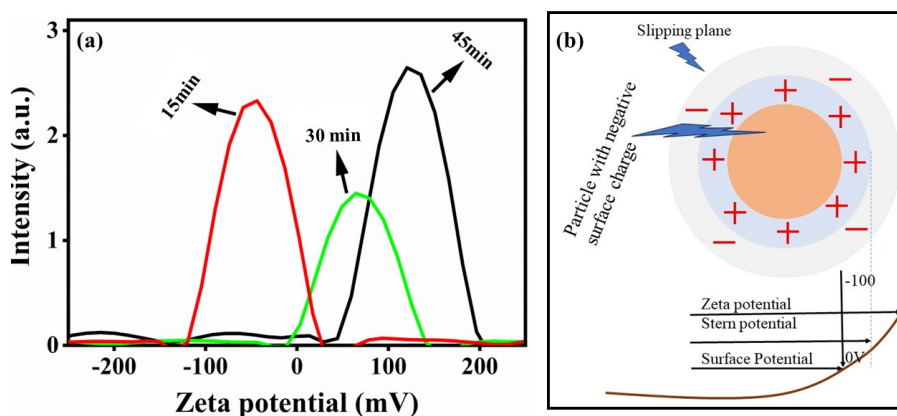 (a)
3
2
1
0
Intensity (a.u.)
15min
30 min
45min
-200
-100
0
100
200
Zeta potential (mV)
(b)
Slipping plane
Particle with negative
surface charge
-100
Zeta potential
Stern potential
Surface Potential
0V